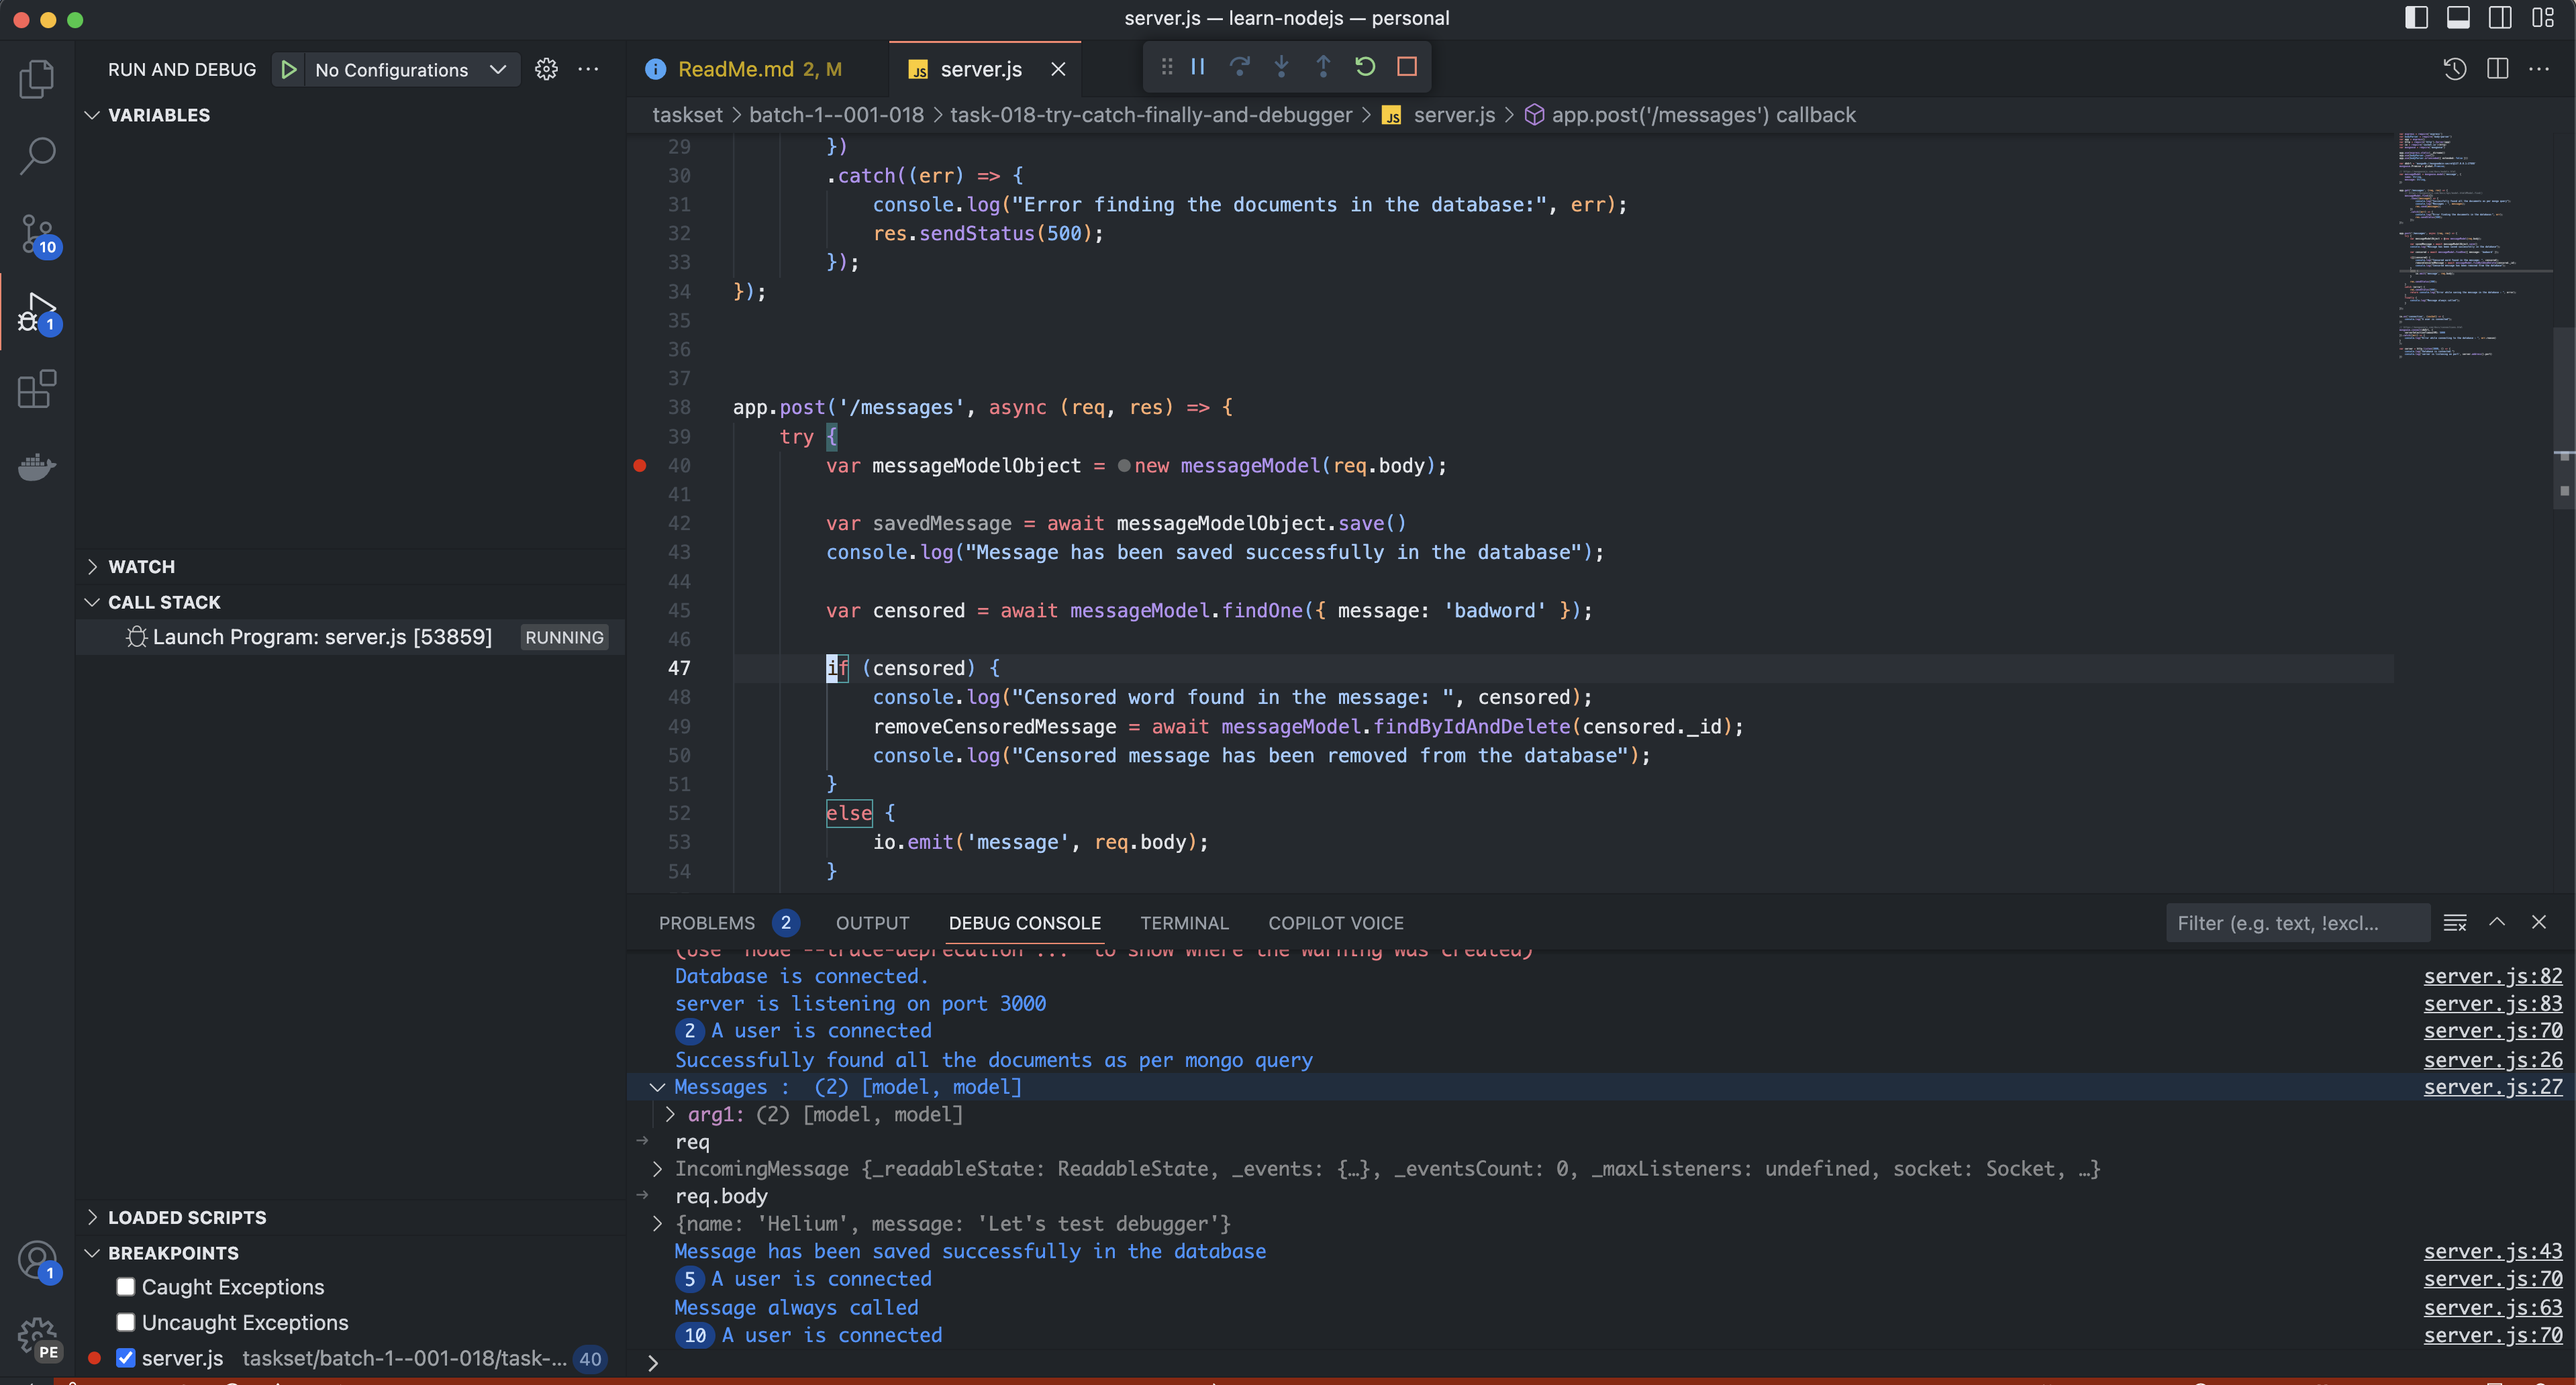 server.js — learn-nodejs — personal
RUN AND DEBUG
No Configurations
VARIABLES
WATCH
CALL STACK
Launch Program: server.js [53859] RUNNING
LOADED SCRIPTS
BREAKPOINTS
Caught Exceptions
Uncaught Exceptions
server.js taskset/batch-1--001-018/task-... 40
10
1
1
PE
ReadMe.md 2, M
JS server.js
taskset > batch-1--001-018 > task-018-try-catch-finally-and-debugger > JS server.js > app.post('/messages') callback
29 })
30 .catch((err) => {
31 console.log("Error finding the documents in the database:", err);
32 res.sendStatus(500);
33 });
34 });
35
36
37
38 app.post('/messages', async (req, res) => {
39 try {
40 var messageModelObject = new messageModel(req.body);
41
42 var savedMessage = await messageModelObject.save()
43 console.log("Message has been saved successfully in the database");
44
45 var censored = await messageModel.findOne({ message: 'badword' });
46
47 if (censored) {
48 console.log("Censored word found in the message: ", censored);
49 removeCensoredMessage = await messageModel.findByIdAndDelete(censored._id);
50 console.log("Censored message has been removed from the database");
51 }
52 else {
53 io.emit('message', req.body);
54 }
PROBLEMS 2 OUTPUT DEBUG CONSOLE TERMINAL COPILOT VOICE
Filter (e.g. text, !excl...
(Use `node --trace-deprecation ...` to show where the warning was created)
Database is connected. server.js:82
server is listening on port 3000 server.js:83
2 A user is connected server.js:70
Successfully found all the documents as per mongo query server.js:26
Messages : (2) [model, model] server.js:27
arg1: (2) [model, model]
req
IncomingMessage {_readableState: ReadableState, _events: {…}, _eventsCount: 0, _maxListeners: undefined, socket: Socket, …}
req.body
{name: 'Helium', message: 'Let's test debugger'}
Message has been saved successfully in the database server.js:43
5 A user is connected server.js:70
Message always called server.js:63
10 A user is connected server.js:70